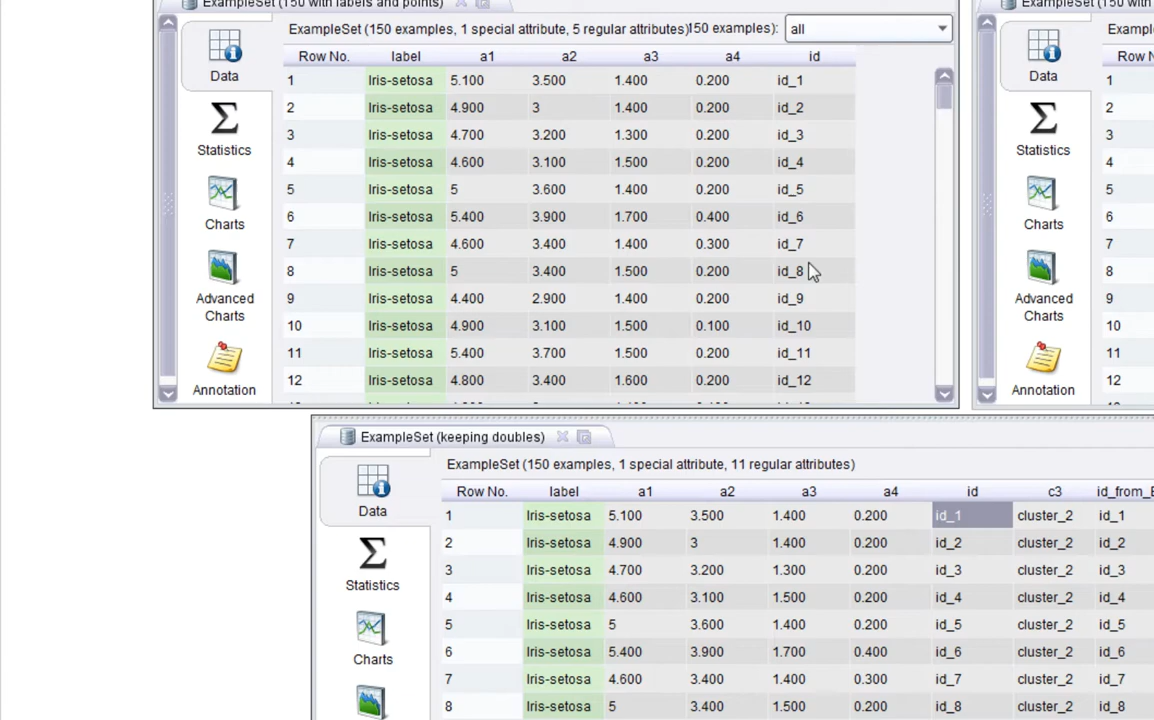 ExampleSet (150 with labels and points)
ExampleSet (150 examples, 1 special attribute, 5 regular attributes)
150 examples): all
Row No. label a1 a2 a3 a4 id
1 Iris-setosa 5.100 3.500 1.400 0.200 id_1
2 Iris-setosa 4.900 3 1.400 0.200 id_2
3 Iris-setosa 4.700 3.200 1.300 0.200 id_3
4 Iris-setosa 4.600 3.100 1.500 0.200 id_4
5 Iris-setosa 5 3.600 1.400 0.200 id_5
6 Iris-setosa 5.400 3.900 1.700 0.400 id_6
7 Iris-setosa 4.600 3.400 1.400 0.300 id_7
8 Iris-setosa 5 3.400 1.500 0.200 id_8
9 Iris-setosa 4.400 2.900 1.400 0.200 id_9
10 Iris-setosa 4.900 3.100 1.500 0.100 id_10
11 Iris-setosa 5.400 3.700 1.500 0.200 id_11
12 Iris-setosa 4.800 3.400 1.600 0.200 id_12
Data
Statistics
Charts
Advanced
Charts
Annotation
ExampleSet (150 with
Row N
1
2
3
4
5
6
7
8
9
10
11
12
Data
Statistics
Charts
Advanced
Charts
Annotation
ExampleSet (keeping doubles)
ExampleSet (150 examples, 1 special attribute, 11 regular attributes)
Row No. label a1 a2 a3 a4 id c3 id_from_E
1 Iris-setosa 5.100 3.500 1.400 0.200 id_1 cluster_2 id_1
2 Iris-setosa 4.900 3 1.400 0.200 id_2 cluster_2 id_2
3 Iris-setosa 4.700 3.200 1.300 0.200 id_3 cluster_2 id_3
4 Iris-setosa 4.600 3.100 1.500 0.200 id_4 cluster_2 id_4
5 Iris-setosa 5 3.600 1.400 0.200 id_5 cluster_2 id_5
6 Iris-setosa 5.400 3.900 1.700 0.400 id_6 cluster_2 id_6
7 Iris-setosa 4.600 3.400 1.400 0.300 id_7 cluster_2 id_7
8 Iris-setosa 5 3.400 1.500 0.200 id_8 cluster_2 id_8
Data
Statistics
Charts